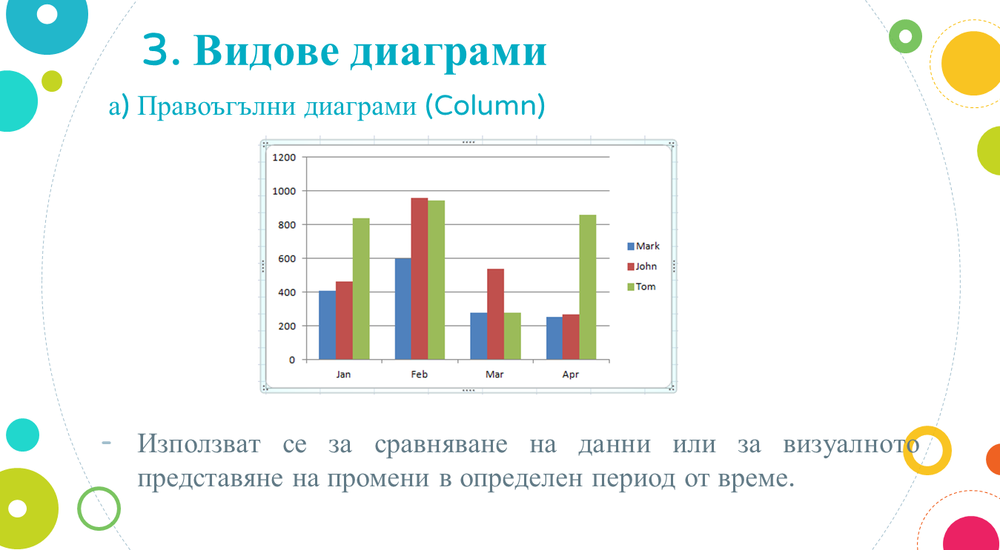 3. Видове диаграми
а) Правоъгълни диаграми (Column)
1200
1000
800
600
400
200
0
Jan Feb Mar Apr
Mark
John
Tom
- Използват се за сравняване на данни или за визуалното
представяне на промени в определен период от време.